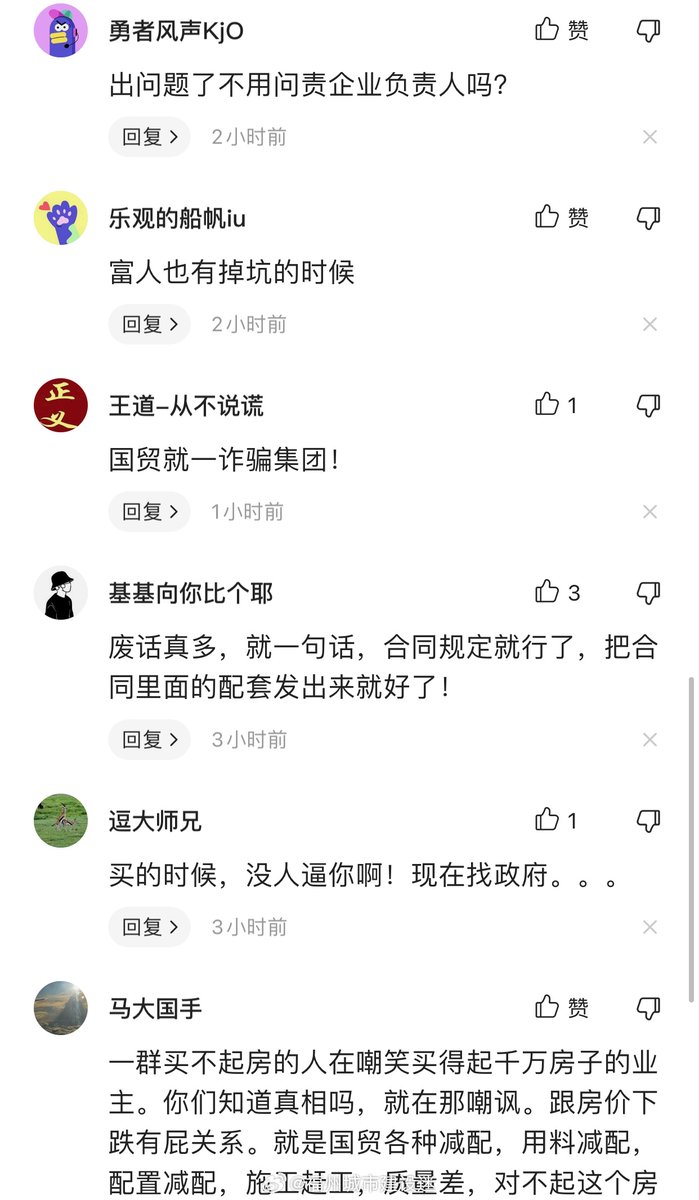 勇者风声KjO
赞
出问题了不用问责企业负责人吗？
回复
2小时前
乐观的船帆iu
赞
富人也有掉坑的时候
回复
2小时前
正义
王道-从不说谎
1
国贸就一诈骗集团！
回复
1小时前
基基向你比个耶
3
废话真多，就一句话，合同规定就行了，把合
同里面的配套发出来就好了！
回复
3小时前
逗大师兄
1
买的时候，没人逼你啊！现在找政府。。。
回复
3小时前
马大国手
赞
一群买不起房的人在嘲笑买得起千万房子的业
主。你们知道真相吗，就在那嘲讽。跟房价下
跌有屁关系。就是国贸各种减配，用料减配，
配置减配，施工赶工，质量差，对不起这个房